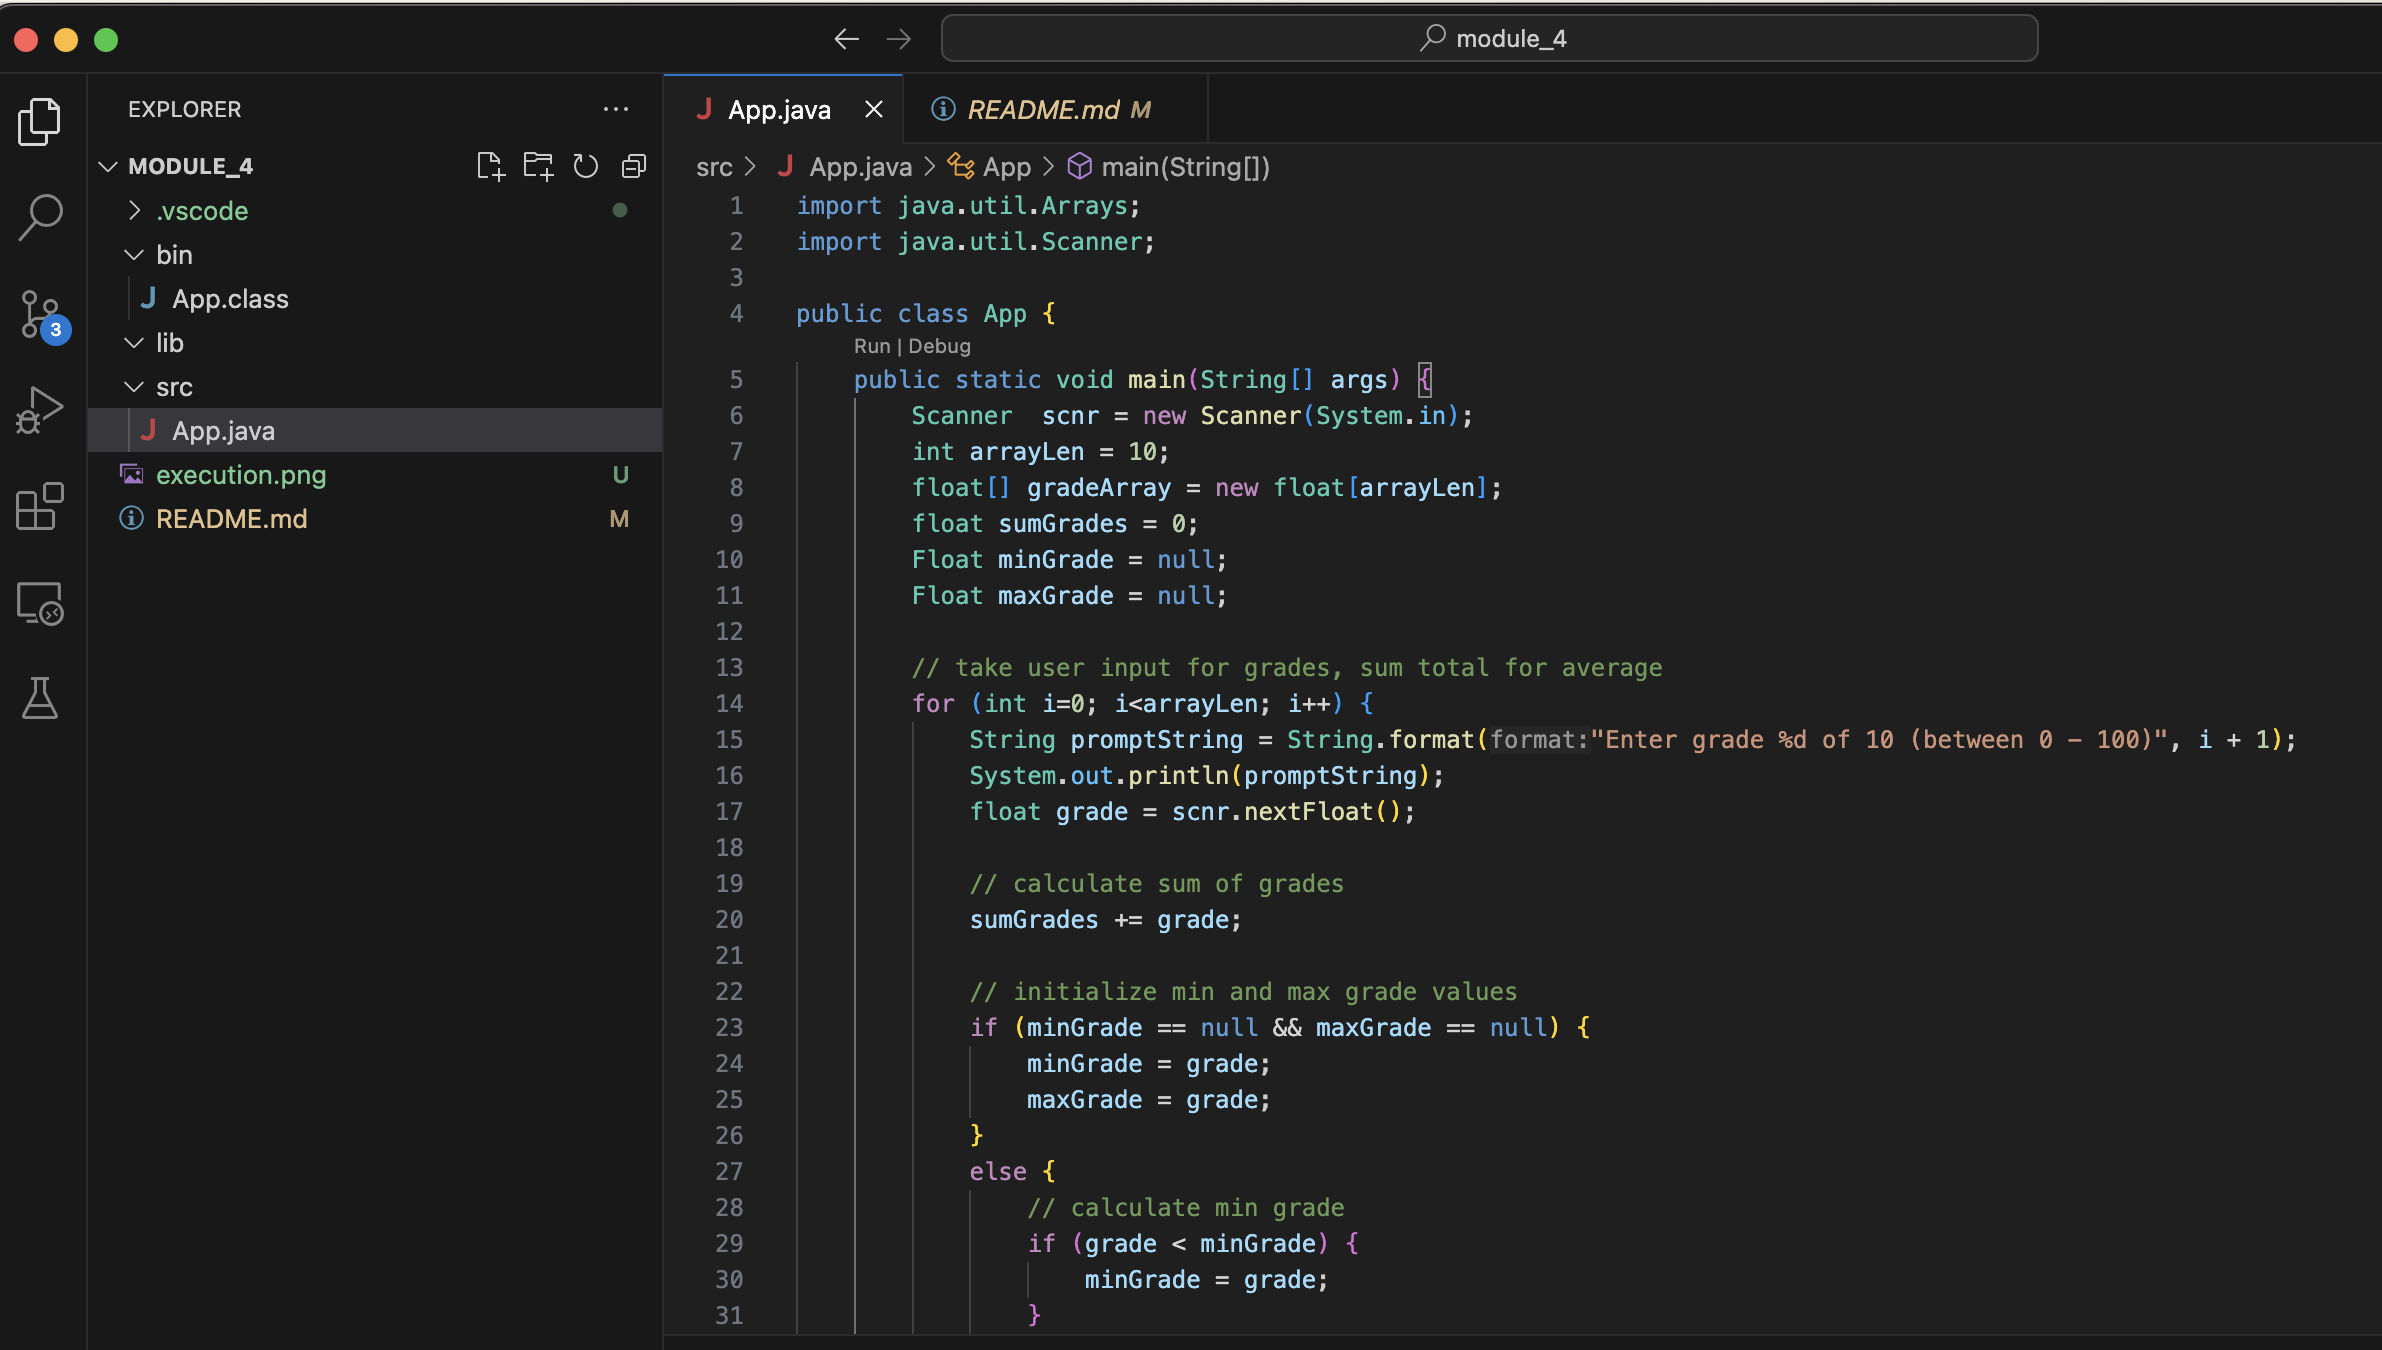 module_4
EXPLORER
MODULE_4
.vscode
bin
J App.class
lib
src
J App.java
execution.png U
README.md M
3
J App.java
README.md M
src > J App.java > App > main(String[])
1 import java.util.Arrays;
2 import java.util.Scanner;
3
4 public class App {
Run | Debug
5 public static void main(String[] args) {
6 Scanner  scnr = new Scanner(System.in);
7 int arrayLen = 10;
8 float[] gradeArray = new float[arrayLen];
9 float sumGrades = 0;
10 Float minGrade = null;
11 Float maxGrade = null;
12
13 // take user input for grades, sum total for average
14 for (int i=0; i<arrayLen; i++) {
15 String promptString = String.format(format:"Enter grade %d of 10 (between 0 - 100)", i + 1);
16 System.out.println(promptString);
17 float grade = scnr.nextFloat();
18
19 // calculate sum of grades
20 sumGrades += grade;
21
22 // initialize min and max grade values
23 if (minGrade == null && maxGrade == null) {
24 minGrade = grade;
25 maxGrade = grade;
26 }
27 else {
28 // calculate min grade
29 if (grade < minGrade) {
30 minGrade = grade;
31 }